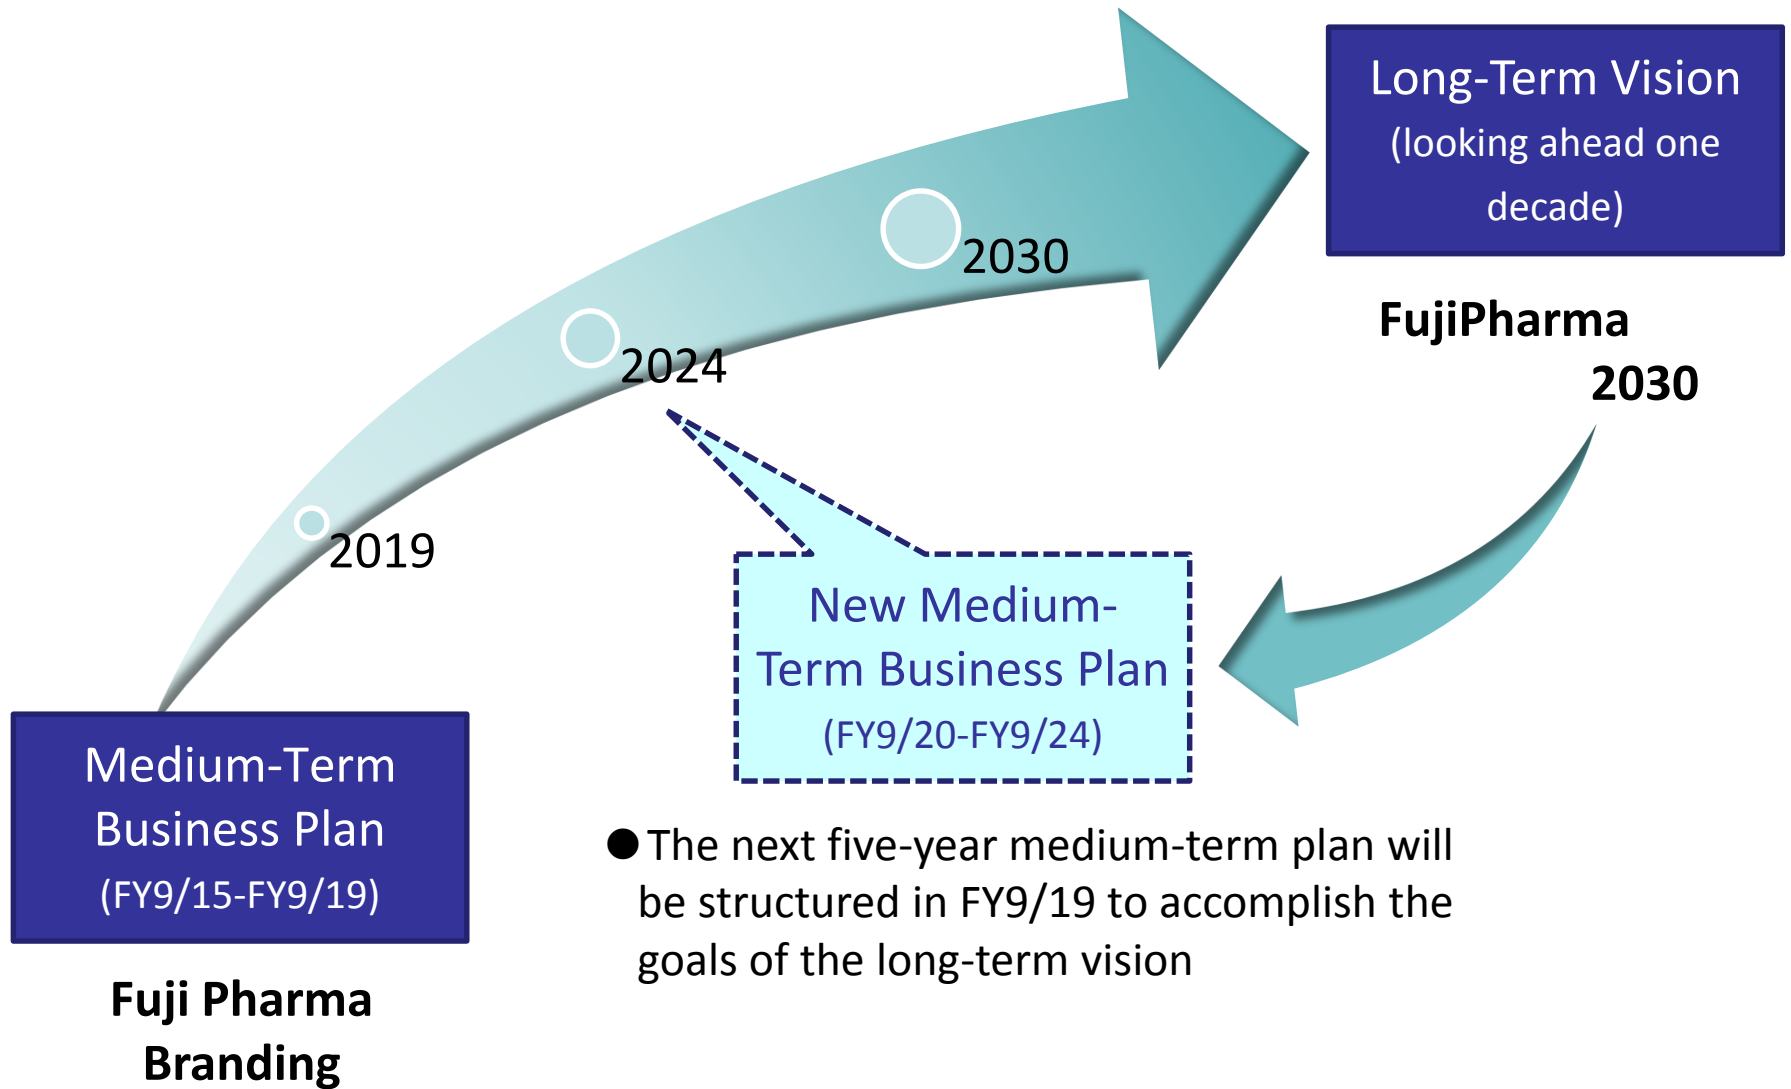 Long-Term Vision
(looking ahead one
decade)
FujiPharma
2030
2030
2024
2019
New Medium-
Term Business Plan
(FY9/20-FY9/24)
Medium-Term
Business Plan
(FY9/15-FY9/19)
Fuji Pharma
Branding
●The next five-year medium-term plan will
be structured in FY9/19 to accomplish the
goals of the long-term vision